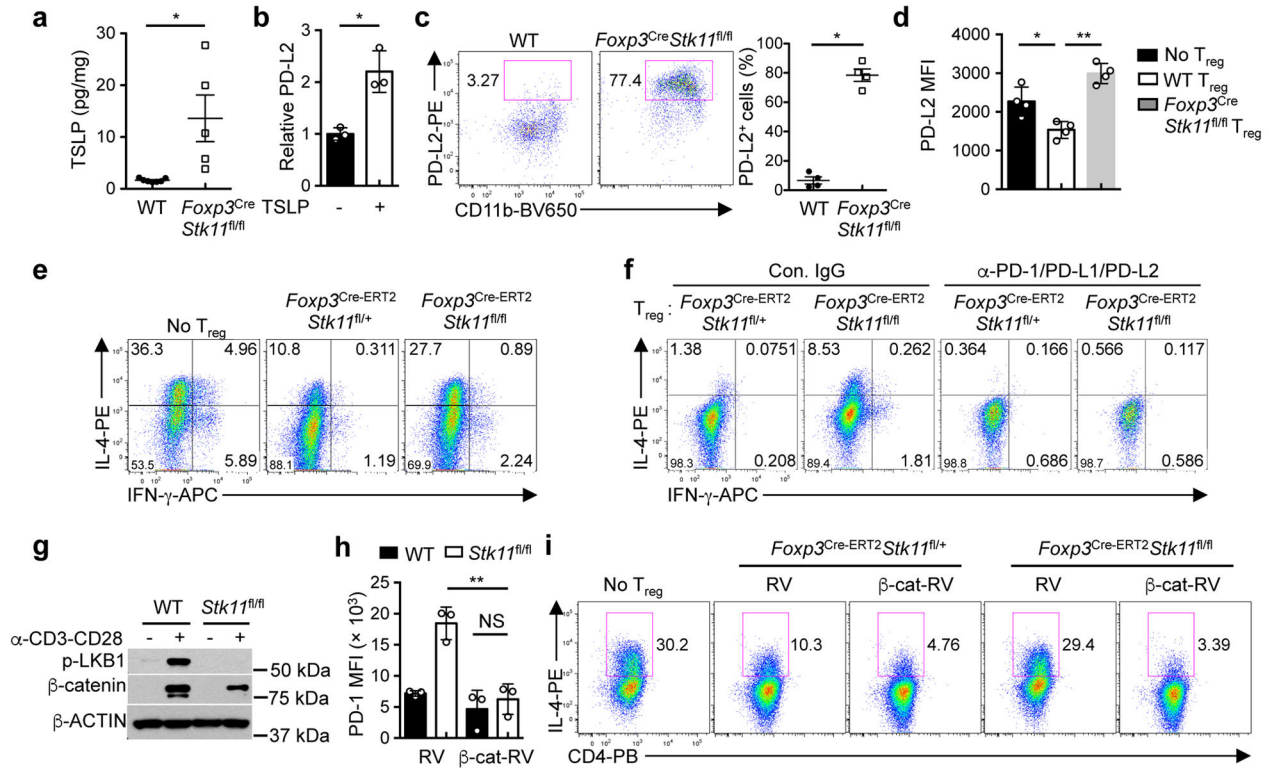 a
*
TSLP (pg/mg)
30
20
10
0
WT
Foxp3Cre
Stk11fl/fl
b
*
Relative PD-L2
3
2
1
0
TSLP
-
+
c
WT
Foxp3CreStk11fl/fl
3.27
77.4
PD-L2-PE
CD11b-BV650
*
PD-L2+ cells (%)
100
80
60
40
20
0
WT
Foxp3Cre
Stk11fl/fl
d
*
**
PD-L2 MFI
4000
3000
2000
1000
0
No Treg
WT Treg
Foxp3Cre
Stk11fl/fl Treg
e
No Treg
Foxp3Cre-ERT2
Stk11fl/+
Foxp3Cre-ERT2
Stk11fl/fl
36.3 4.96
53.5 5.89
10.8 0.311
88.1 1.19
27.7 0.89
69.9 2.24
IL-4-PE
IFN-γ-APC
f
Con. IgG
α-PD-1/PD-L1/PD-L2
Treg :
Foxp3Cre-ERT2
Stk11fl/+
Foxp3Cre-ERT2
Stk11fl/fl
Foxp3Cre-ERT2
Stk11fl/+
Foxp3Cre-ERT2
Stk11fl/fl
1.38 0.0751
98.3 0.208
8.53 0.262
89.4 1.81
0.364 0.166
98.8 0.686
0.566 0.117
98.7 0.586
IL-4-PE
IFN-γ-APC
g
WT
Stk11fl/fl
α-CD3-CD28 - + - +
p-LKB1
50 kDa
β-catenin
75 kDa
β-ACTIN
37 kDa
h
WT
Stk11fl/fl
**
NS
PD-1 MFI (× 10³)
25
20
15
10
5
0
RV
β-cat-RV
i
Foxp3Cre-ERT2Stk11fl/+
Foxp3Cre-ERT2Stk11fl/fl
No Treg
RV
β-cat-RV
RV
β-cat-RV
30.2
10.3
4.76
29.4
3.39
IL-4-PE
CD4-PB